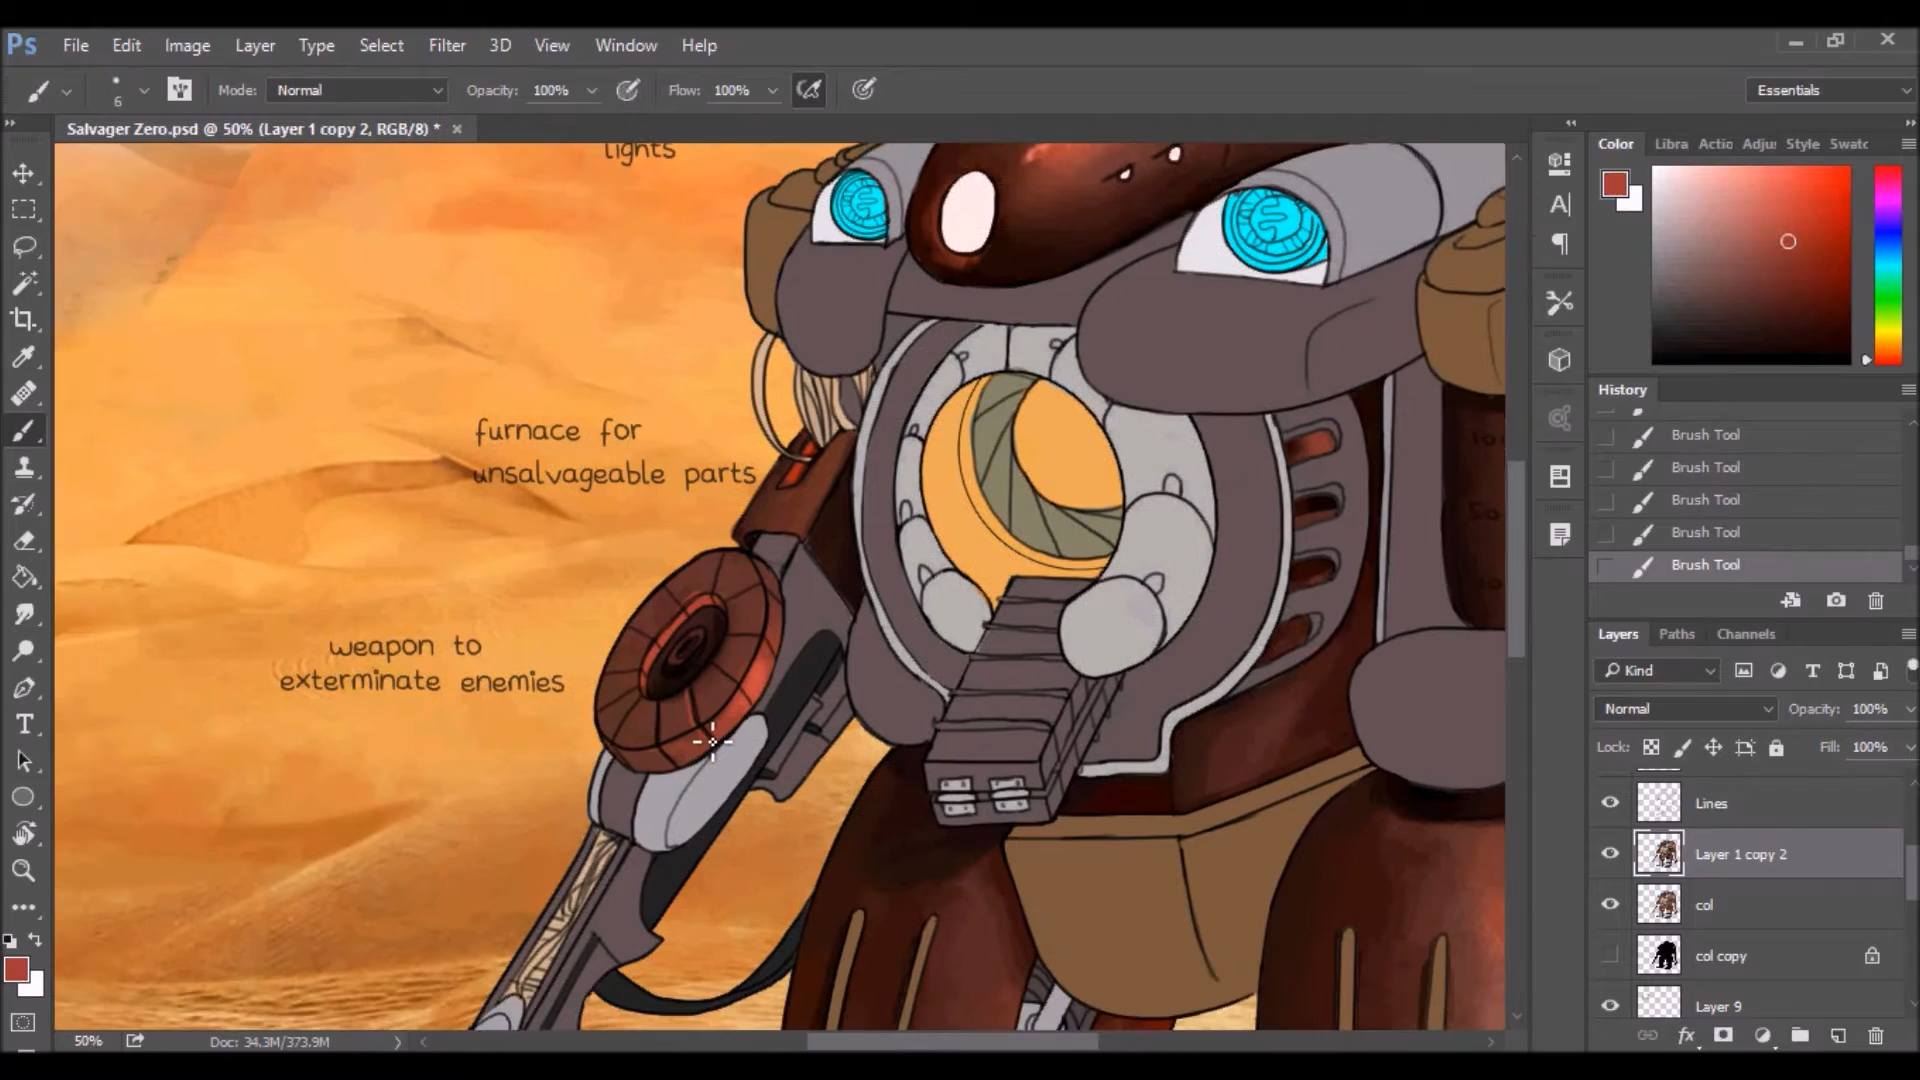 Ps File Edit Image Layer Type Select Filter 3D View Window Help
6 Mode: Normal Opacity: 100% Flow: 100% Essentials
Salvager Zero.psd @ 50% (Layer 1 copy 2, RGB/8) * ×
Color Libra Actio Adju Style Swatc
lights
furnace for
unsalvageable parts
weapon to
exterminate enemies
History
Brush Tool
Brush Tool
Brush Tool
Brush Tool
Brush Tool
Layers Paths Channels
Kind
Normal Opacity: 100%
Lock: Fill: 100%
Lines
Layer 1 copy 2
col
col copy
Layer 9
50% Doc: 34.3M/373.9M